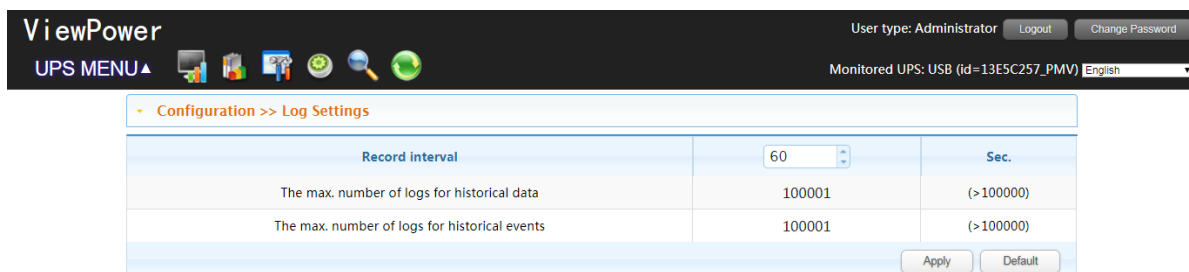 ViewPower
User type: Administrator Logout Change Password
UPS MENU▲
Monitored UPS: USB (id=13E5C257_PMV) English
Configuration >> Log Settings
Record interval 60 Sec.
The max. number of logs for historical data 100001 (>100000)
The max. number of logs for historical events 100001 (>100000)
Apply Default